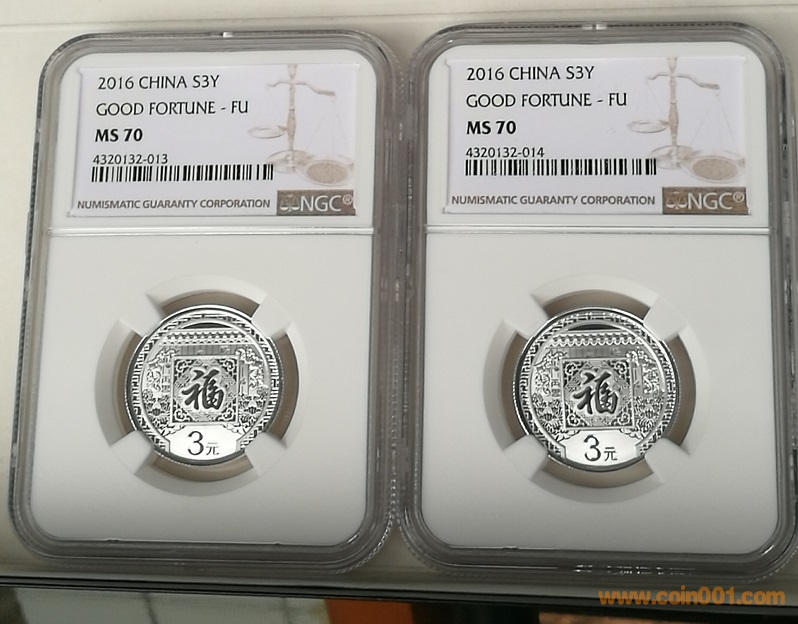 2016 CHINA S3Y
GOOD FORTUNE - FU
MS 70
4320132-013
NUMISMATIC GUARANTY CORPORATION NGC®
福
3元
2016 CHINA S3Y
GOOD FORTUNE - FU
MS 70
4320132-014
NUMISMATIC GUARANTY CORPORATION NGC®
福
3元
www.coin001.com